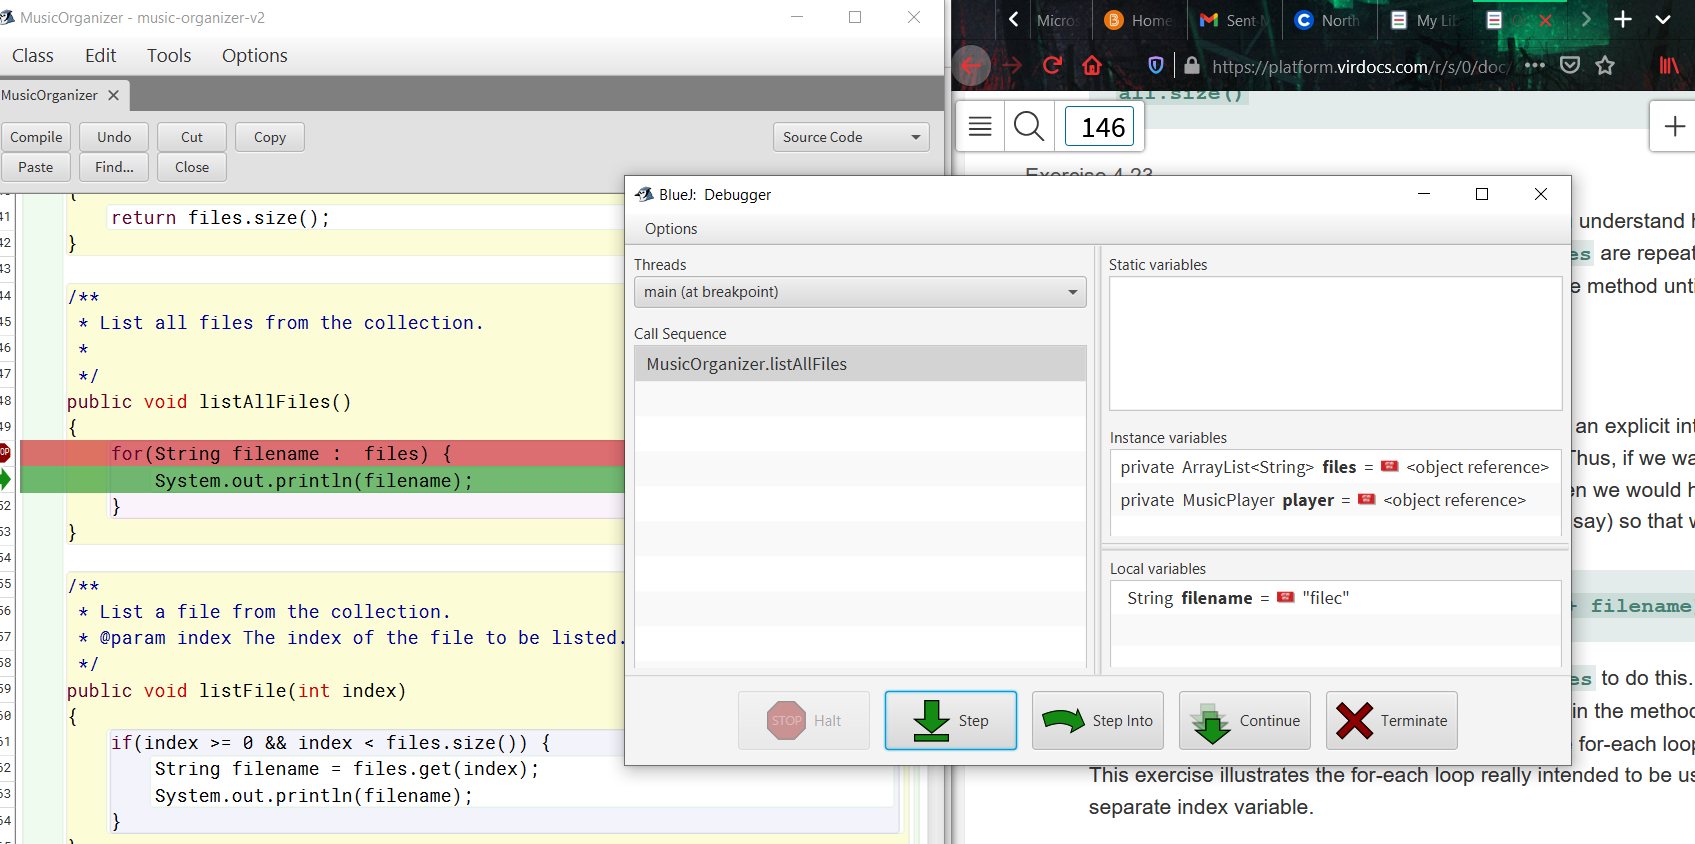 MusicOrganizer - music-organizer-v2
Class Edit Tools Options
MusicOrganizer
Compile Undo Cut Copy
Paste Find... Close
Source Code
{
41 return files.size();
42 }
43
44 /**
45 * List all files from the collection.
46 *
47 */
48 public void listAllFiles()
49 {
for(String filename :  files) {
System.out.println(filename);
52 }
53 }
54
55 /**
56 * List a file from the collection.
57 * @param index The index of the file to be listed.
58 */
59 public void listFile(int index)
60 {
61 if(index >= 0 && index < files.size()) {
62 String filename = files.get(index);
63 System.out.println(filename);
64 }
BlueJ: Debugger
Options
Threads
main (at breakpoint)
Call Sequence
MusicOrganizer.listAllFiles
Static variables
Instance variables
private ArrayList<String> files = <object reference>
private MusicPlayer player = <object reference>
Local variables
String filename = "filec"
STOP Halt
Step
Step Into
Continue
Terminate
Micros Home Sent North My Li
https://platform.virdocs.com/r/s/0/doc/
all.size()
146
Exercise 4.23
understand
es are repeat
e method unti
an explicit int
Thus, if we wa
en we would h
say) so that w
+ filename
es to do this.
in the method
for-each loop
This exercise illustrates the for-each loop really intended to be us
separate index variable.